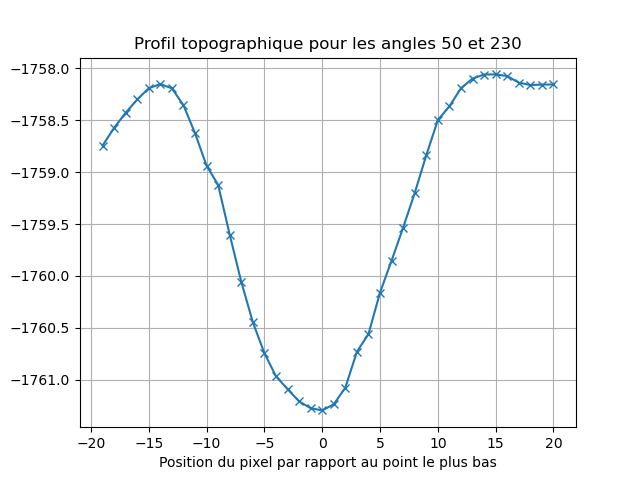 Profil topographique pour les angles 50 et 230
−1758.0
−1758.5
−1759.0
−1759.5
−1760.0
−1760.5
−1761.0
−20 −15 −10 −5 0 5 10 15 20
Position du pixel par rapport au point le plus bas